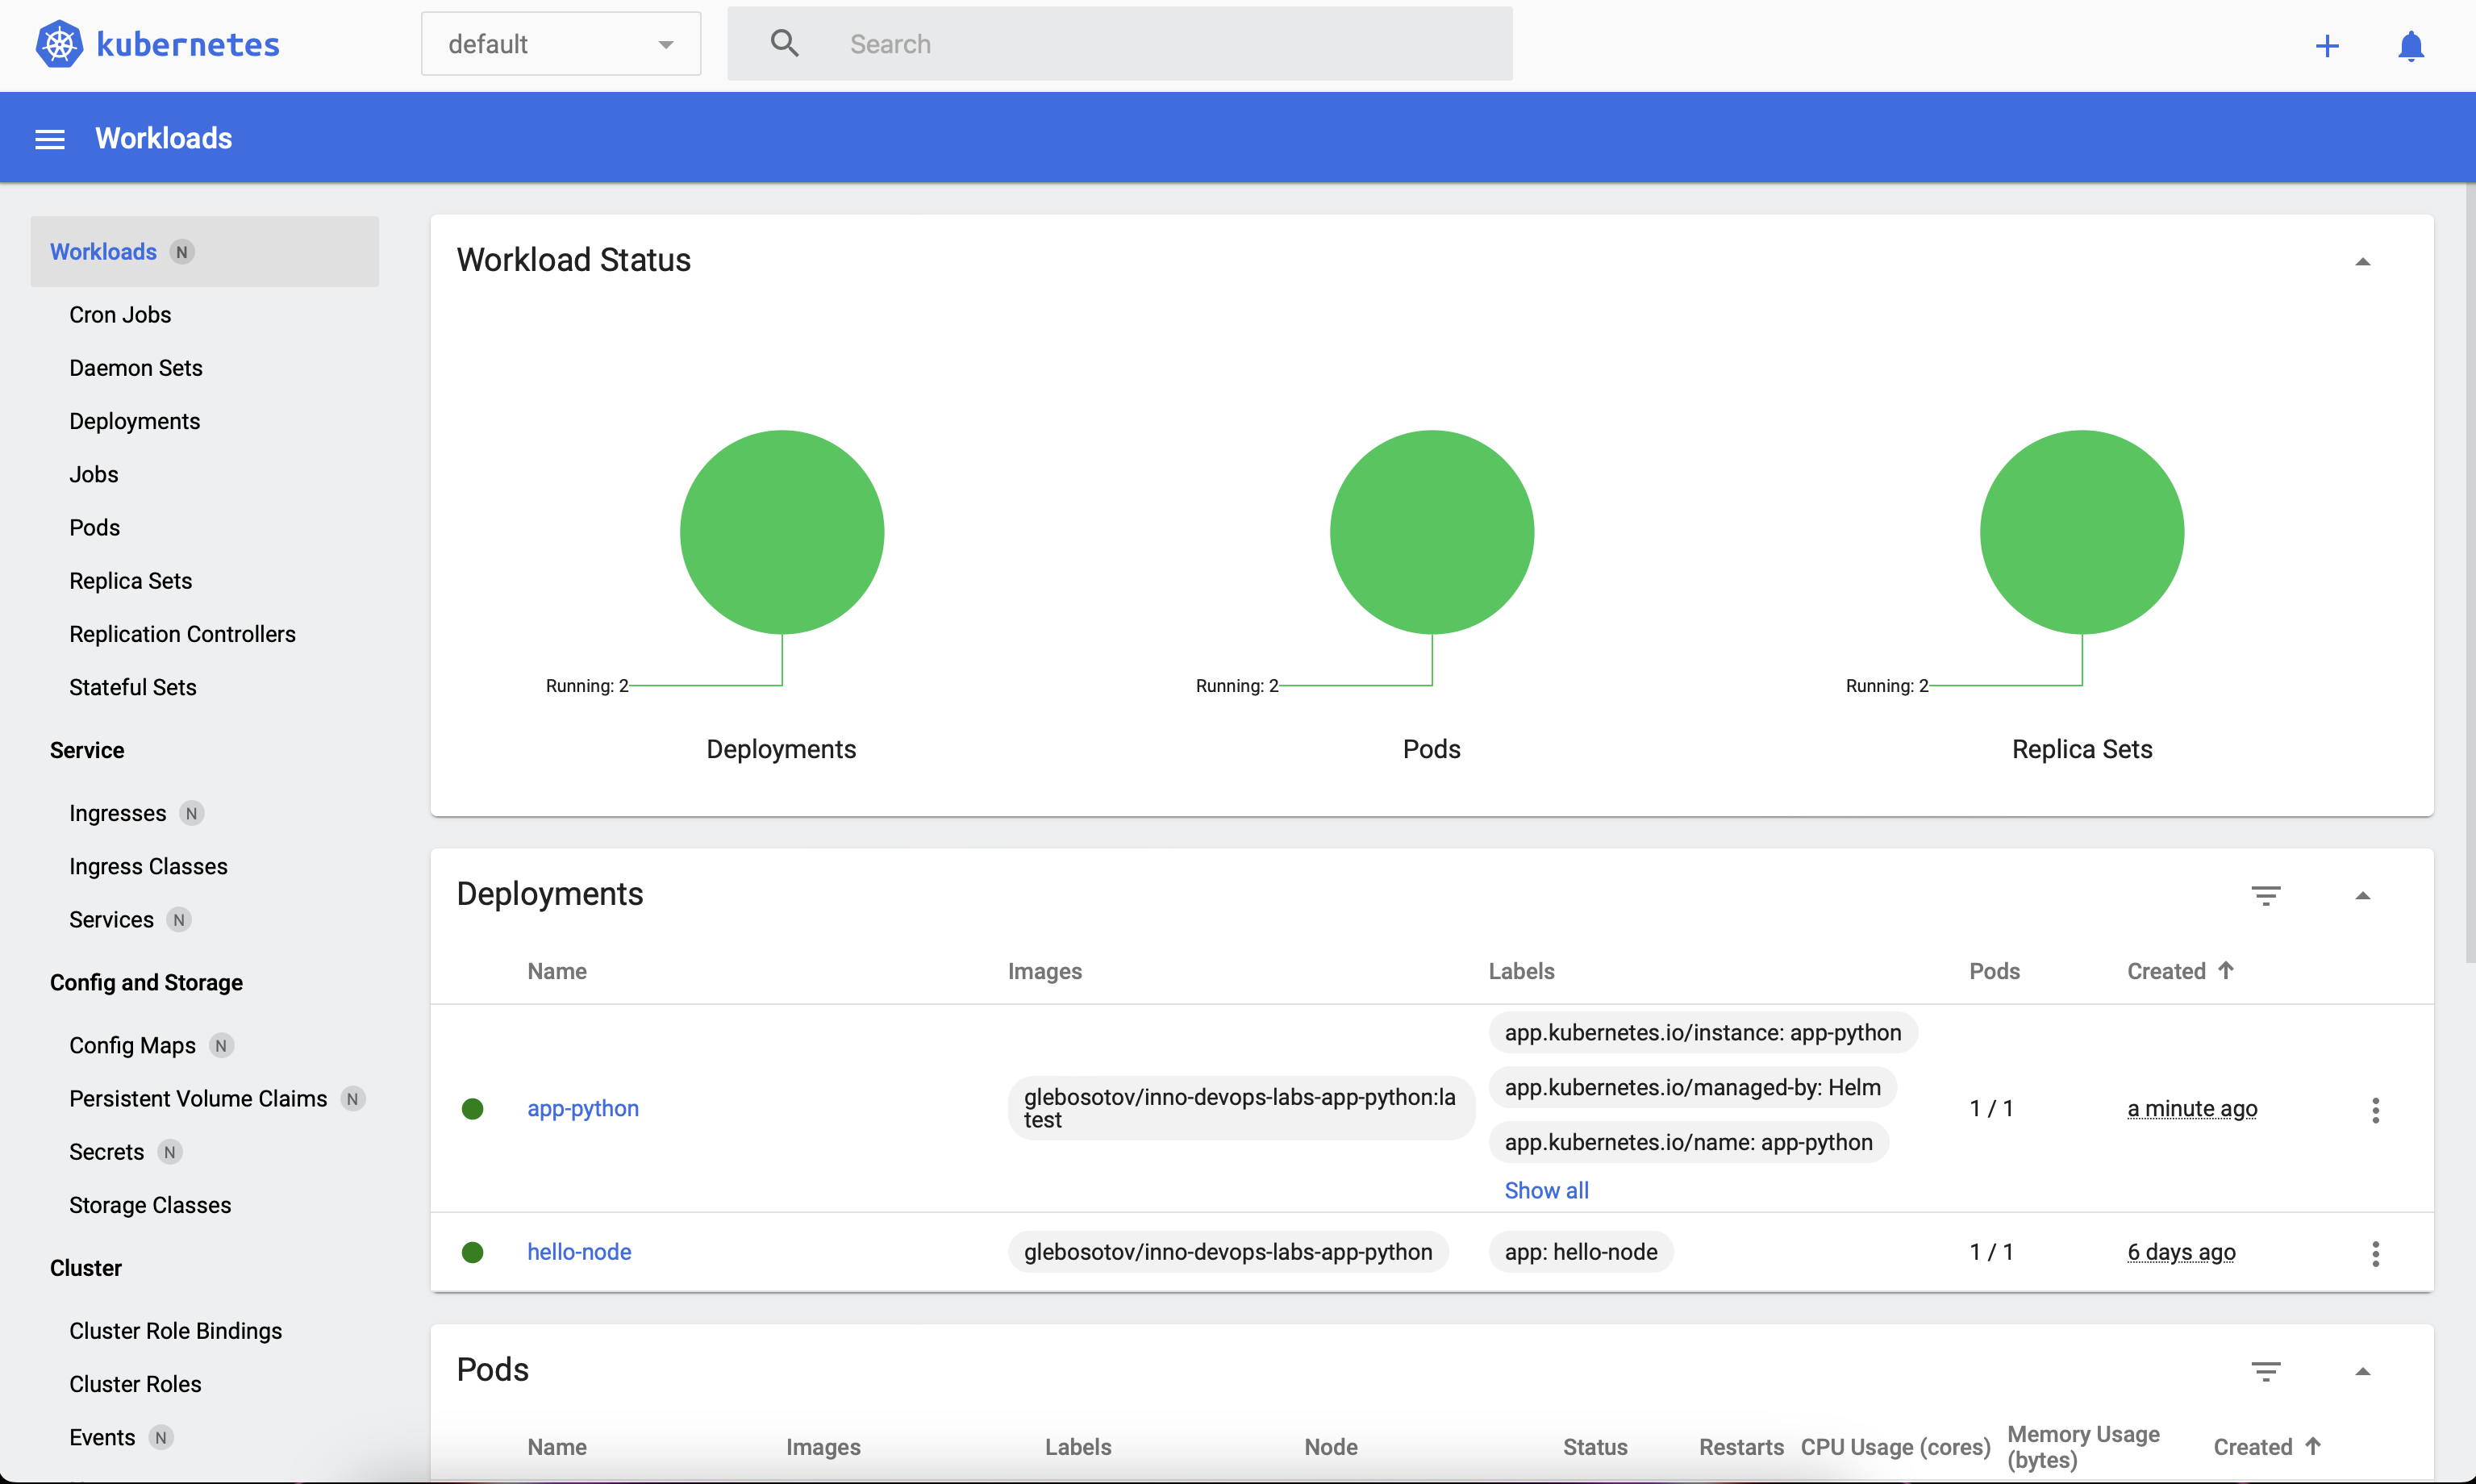 kubernetes
default
Search
Workloads
Workloads N
Cron Jobs
Daemon Sets
Deployments
Jobs
Pods
Replica Sets
Replication Controllers
Stateful Sets
Service
Ingresses N
Ingress Classes
Services N
Config and Storage
Config Maps N
Persistent Volume Claims N
Secrets N
Storage Classes
Cluster
Cluster Role Bindings
Cluster Roles
Events N
Workload Status
Running: 2
Deployments
Running: 2
Pods
Running: 2
Replica Sets
Deployments
Name Images Labels Pods Created
app-python
glebosotov/inno-devops-labs-app-python:la
test
app.kubernetes.io/instance: app-python
app.kubernetes.io/managed-by: Helm
app.kubernetes.io/name: app-python
Show all
1 / 1
a minute ago
hello-node glebosotov/inno-devops-labs-app-python app: hello-node 1 / 1 6 days ago
Pods
Name Images Labels Node Status Restarts CPU Usage (cores) Memory Usage
(bytes) Created